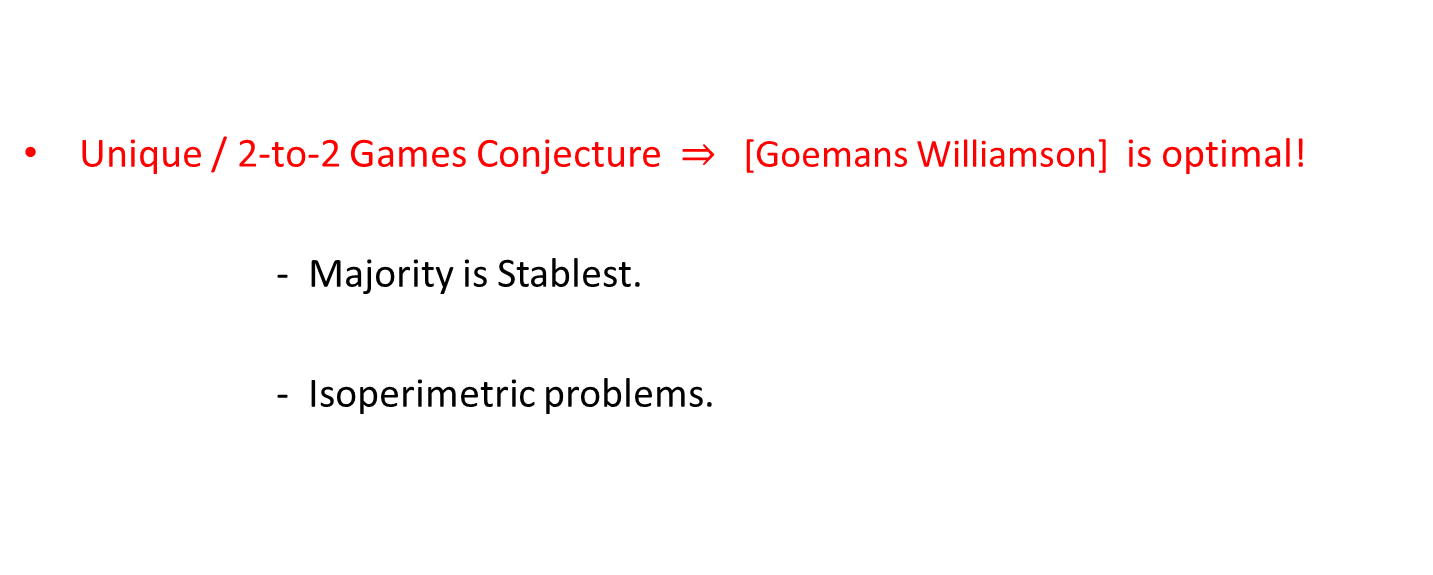 • Unique / 2-to-2 Games Conjecture ⇒ [Goemans Williamson] is optimal!
- Majority is Stablest.
- Isoperimetric problems.